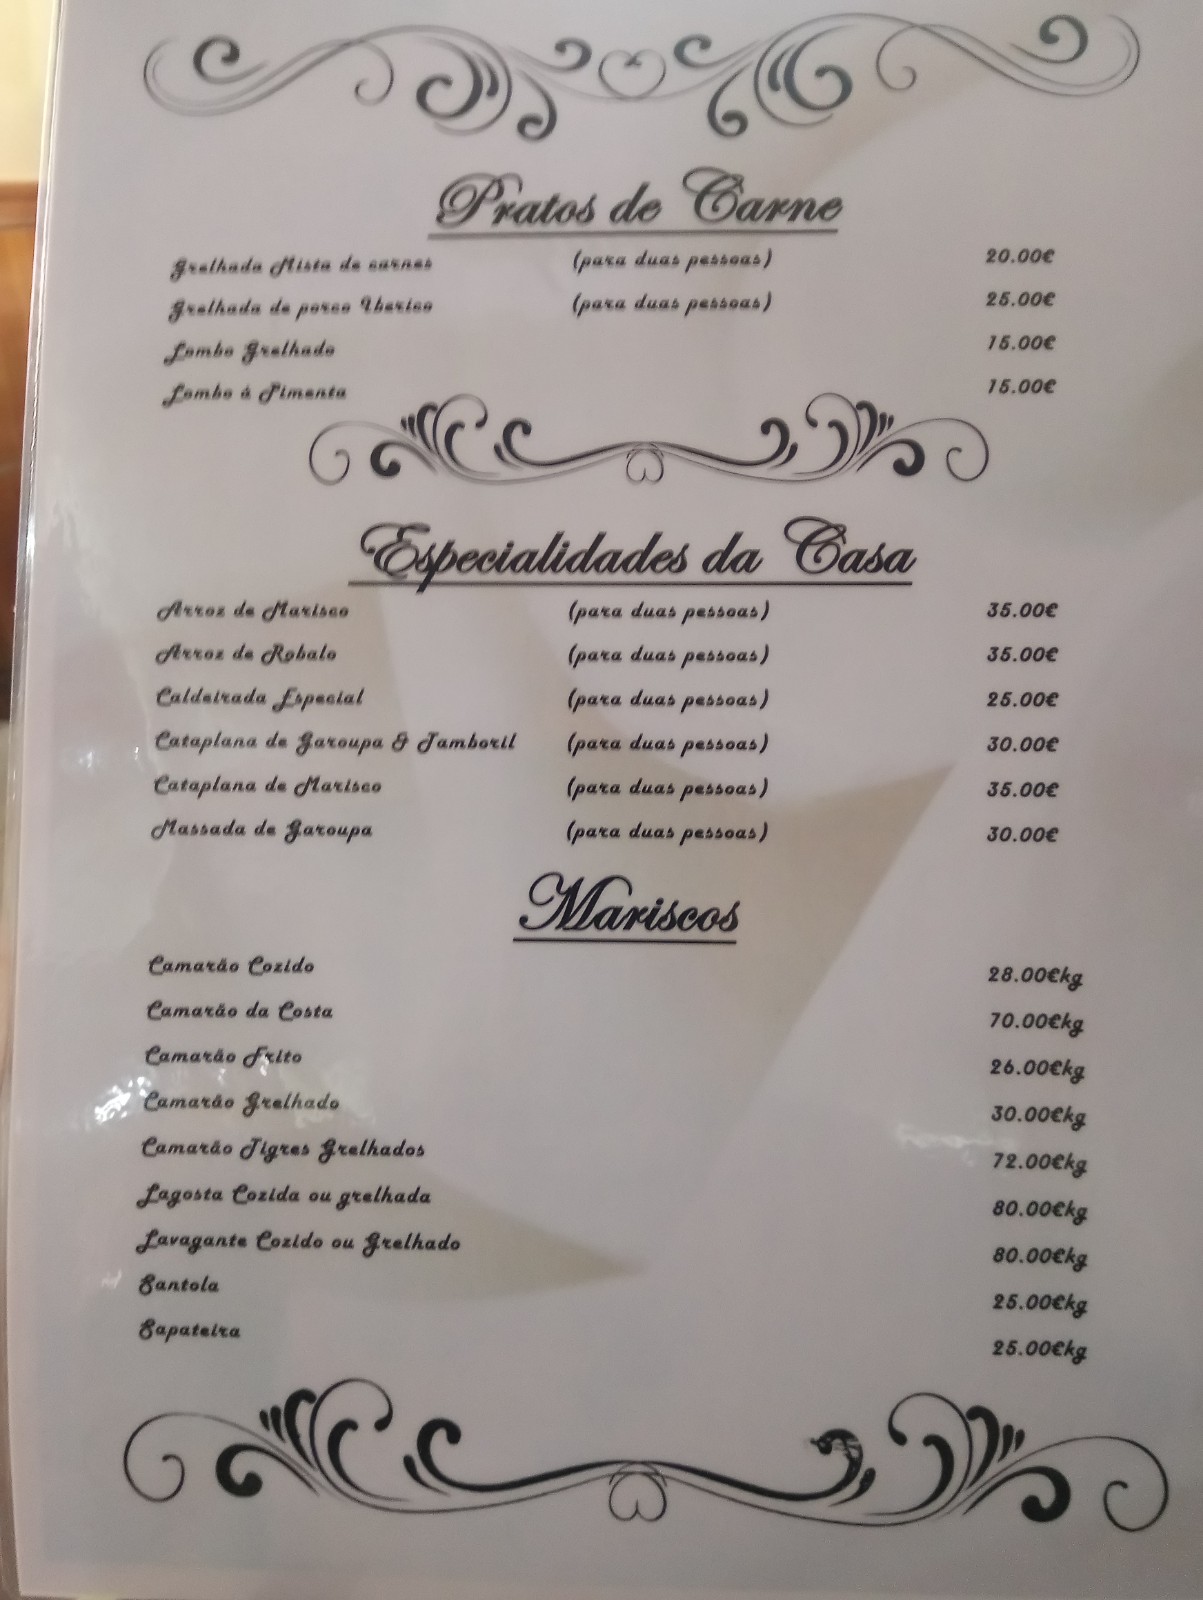 Pratos de Carne
Grelhada Mista de carnes (para duas pessoas) 20.00€
Grelhada de porco Iberico (para duas pessoas) 25.00€
Lombo Grelhado 15.00€
Lombo á Pimenta 15.00€
Especialidades da Casa
Arroz de Marisco (para duas pessoas) 35.00€
Arroz de Robalo (para duas pessoas) 35.00€
Caldeirada Especial (para duas pessoas) 25.00€
Cataplana de Garoupa & Tamboril (para duas pessoas) 30.00€
Cataplana de Marisco (para duas pessoas) 35.00€
Massada de Garoupa (para duas pessoas) 30.00€
Mariscos
Camarão Cozido 28.00€kg
Camarão da Costa 70.00€kg
Camarão Frito 26.00€kg
Camarão Grelhado 30.00€kg
Camarão Tigres Grelhados 72.00€kg
Lagosta Cozida ou grelhada 80.00€kg
Lavagante Cozido ou Grelhado 80.00€kg
Santola 25.00€kg
Sapateira 25.00€kg